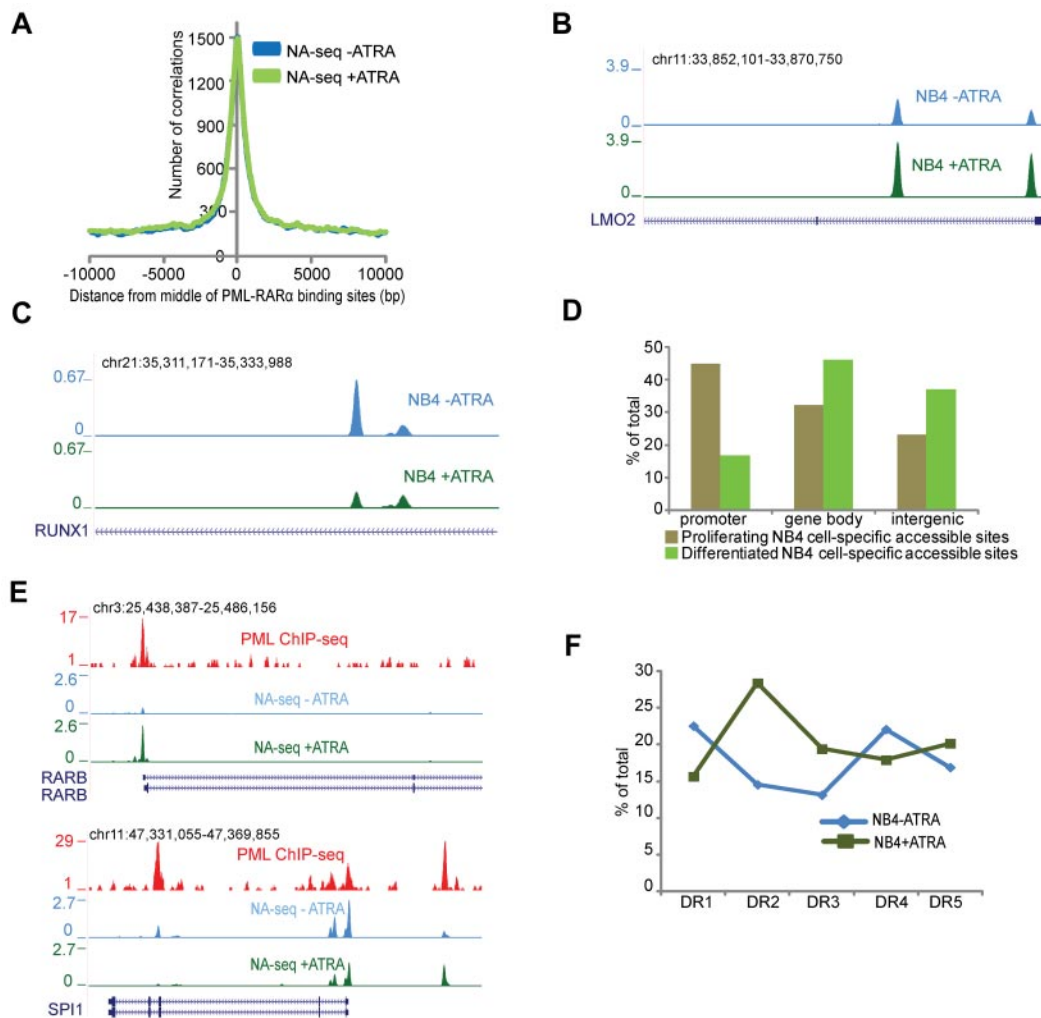 A
Number of correlations
1500
1200
900
600
300
0
NA-seq -ATRA
NA-seq +ATRA
-10000 -5000 0 5000 10000
Distance from middle of PML-RARα binding sites (bp)
B
chr11:33,852,101-33,870,750
3.9
NB4 -ATRA
0
3.9
NB4 +ATRA
0
LMO2
C
chr21:35,311,171-35,333,988
0.67
NB4 -ATRA
0
0.67
NB4 +ATRA
0
RUNX1
D
% of total
50
40
30
20
10
0
promoter gene body intergenic
Proliferating NB4 cell-specific accessible sites
Differentiated NB4 cell-specific accessible sites
E
chr3:25,438,387-25,486,156
17
PML ChIP-seq
1
2.6
NA-seq - ATRA
0
2.6
NA-seq +ATRA
0
RARB
RARB
chr11:47,331,055-47,369,855
29
PML ChIP-seq
1
2.7
NA-seq - ATRA
0
2.7
NA-seq +ATRA
0
SPI1
F
% of total
30
25
20
15
10
5
0
NB4-ATRA
NB4+ATRA
DR1 DR2 DR3 DR4 DR5